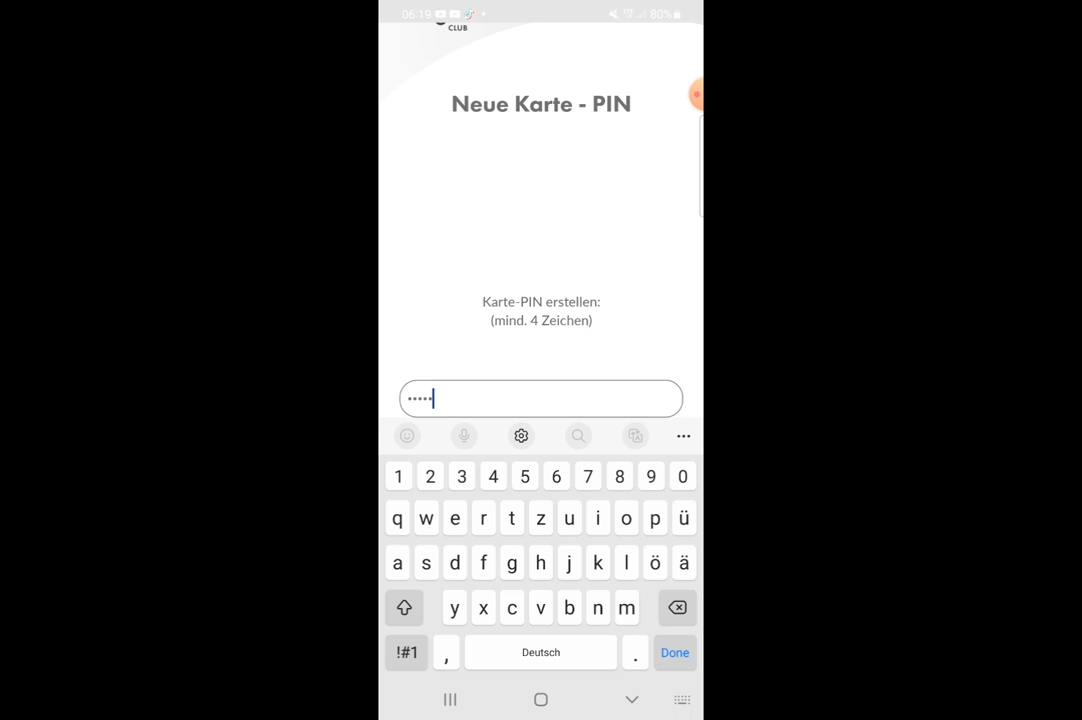 06:19
80%
CLUB
Neue Karte - PIN
Karte-PIN erstellen:
(mind. 4 Zeichen)
•••••
1 2 3 4 5 6 7 8 9 0
q w e r t z u i o p ü
a s d f g h j k l ö ä
y x c v b n m
!#1 , Deutsch . Done